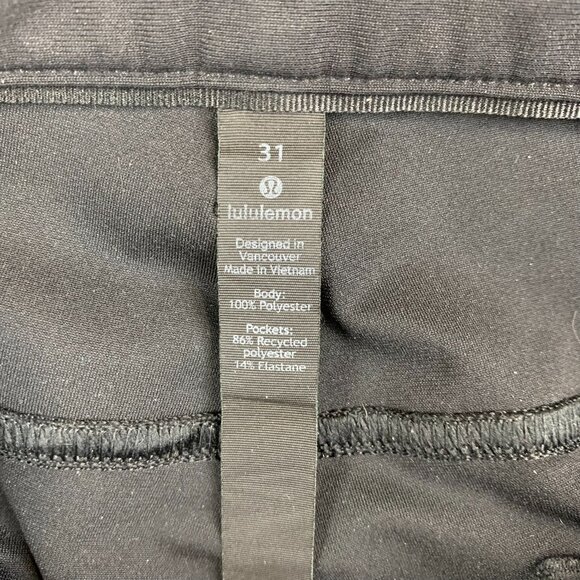 31
lululemon
Designed in
Vancouver
Made in Vietnam
Body:
100% Polyester
Pockets:
86% Recycled
polyester
14% Elastane